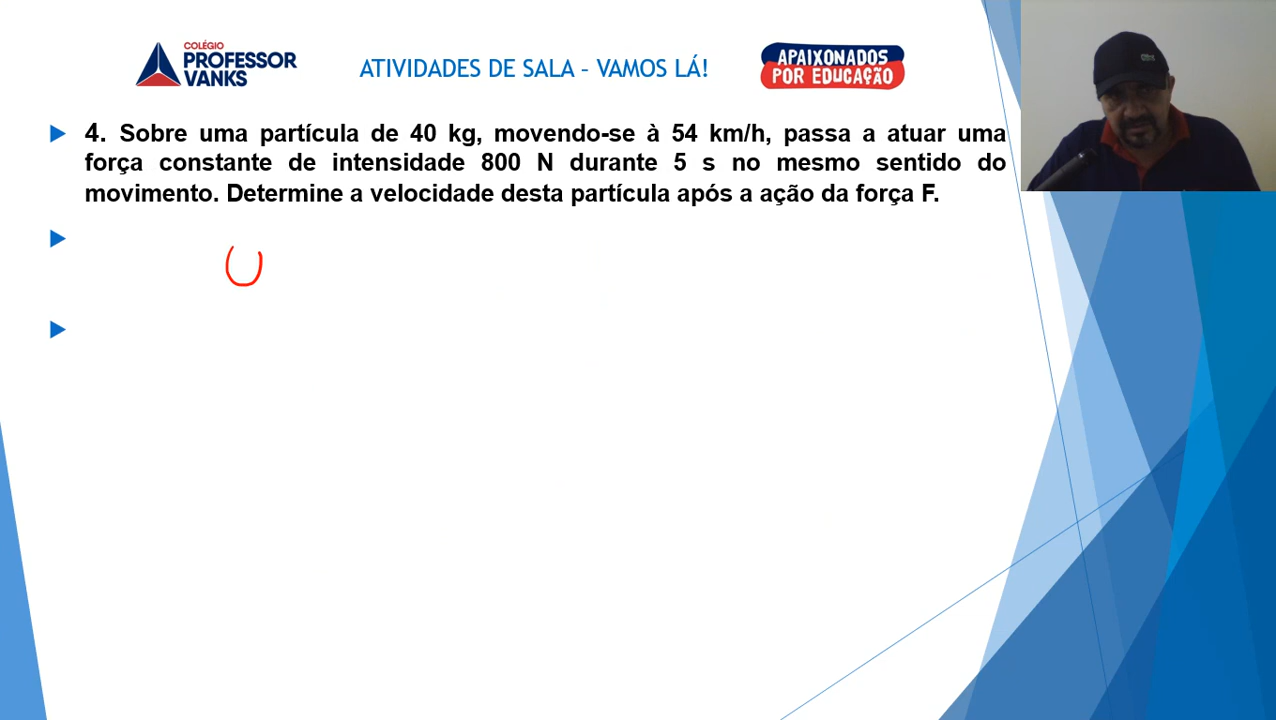 COLÉGIO
PROFESSOR
VANKS
ATIVIDADES DE SALA – VAMOS LÁ!
APAIXONADOS
POR EDUCAÇÃO
4. Sobre uma partícula de 40 kg, movendo-se à 54 km/h, passa a atuar uma
força constante de intensidade 800 N durante 5 s no mesmo sentido do
movimento. Determine a velocidade desta partícula após a ação da força F.
U